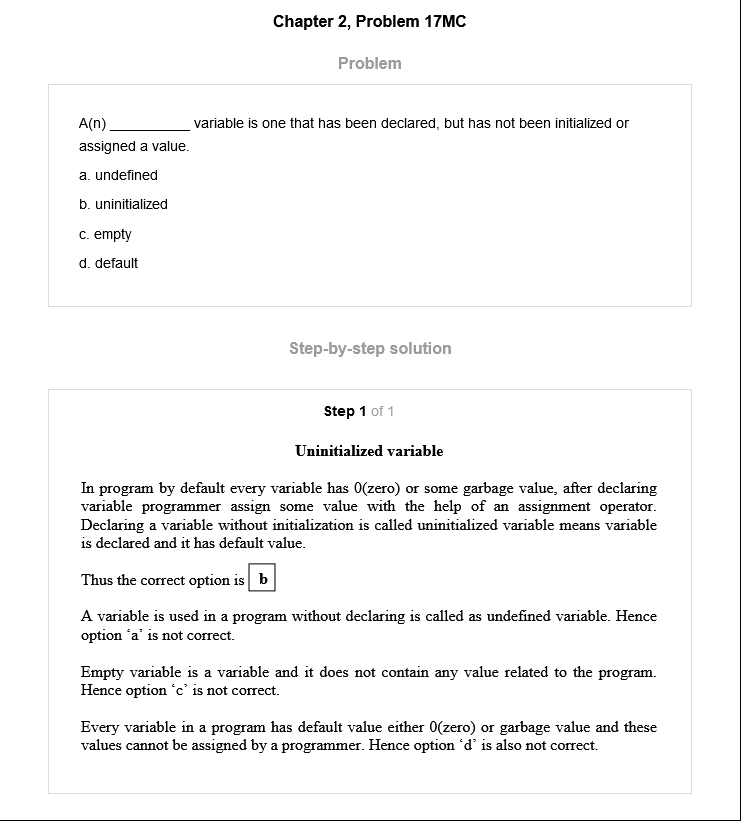 Chapter 2, Problem 17MC
Problem
A(n) __________ variable is one that has been declared, but has not been initialized or
assigned a value.
a. undefined
b. uninitialized
c. empty
d. default
Step-by-step solution
Step 1 of 1
Uninitialized variable
In program by default every variable has 0(zero) or some garbage value, after declaring
variable programmer assign some value with the help of an assignment operator.
Declaring a variable without initialization is called uninitialized variable means variable
is declared and it has default value.
Thus the correct option is b
A variable is used in a program without declaring is called as undefined variable. Hence
option ‘a’ is not correct.
Empty variable is a variable and it does not contain any value related to the program.
Hence option ‘c’ is not correct.
Every variable in a program has default value either 0(zero) or garbage value and these
values cannot be assigned by a programmer. Hence option ‘d’ is also not correct.